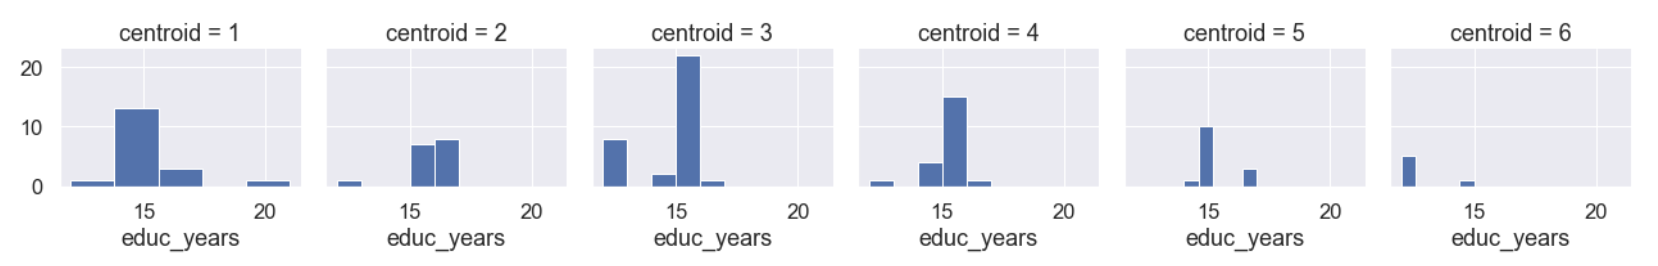 centroid = 1 centroid = 2 centroid = 3 centroid = 4 centroid = 5 centroid = 6
20
10
0
15 20 15 20 15 20 15 20 15 20 15 20
educ_years educ_years educ_years educ_years educ_years educ_years